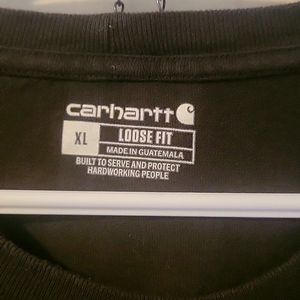 carhartt
XL LOOSE FIT
MADE IN GUATEMALA
BUILT TO SERVE AND PROTECT
HARDWORKING PEOPLE